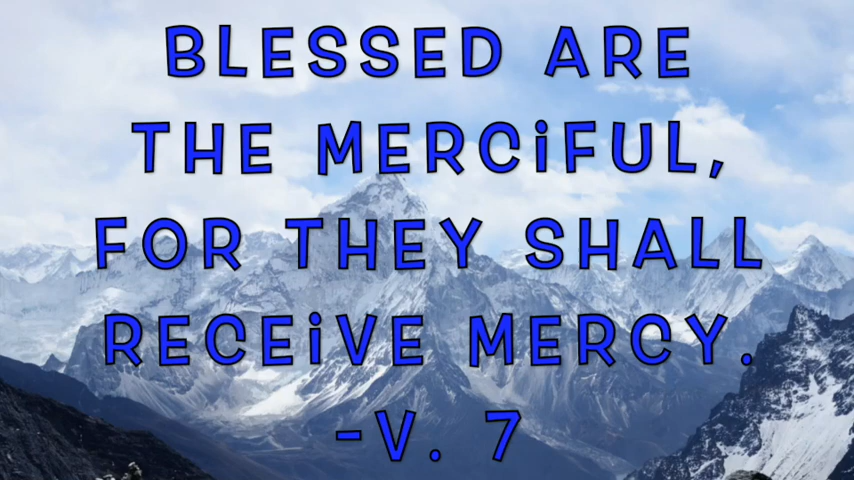 BLESSED ARE
THE MERCiFUL,
FOR THEY SHALL
RECEiVE MERCY.
-V. 7